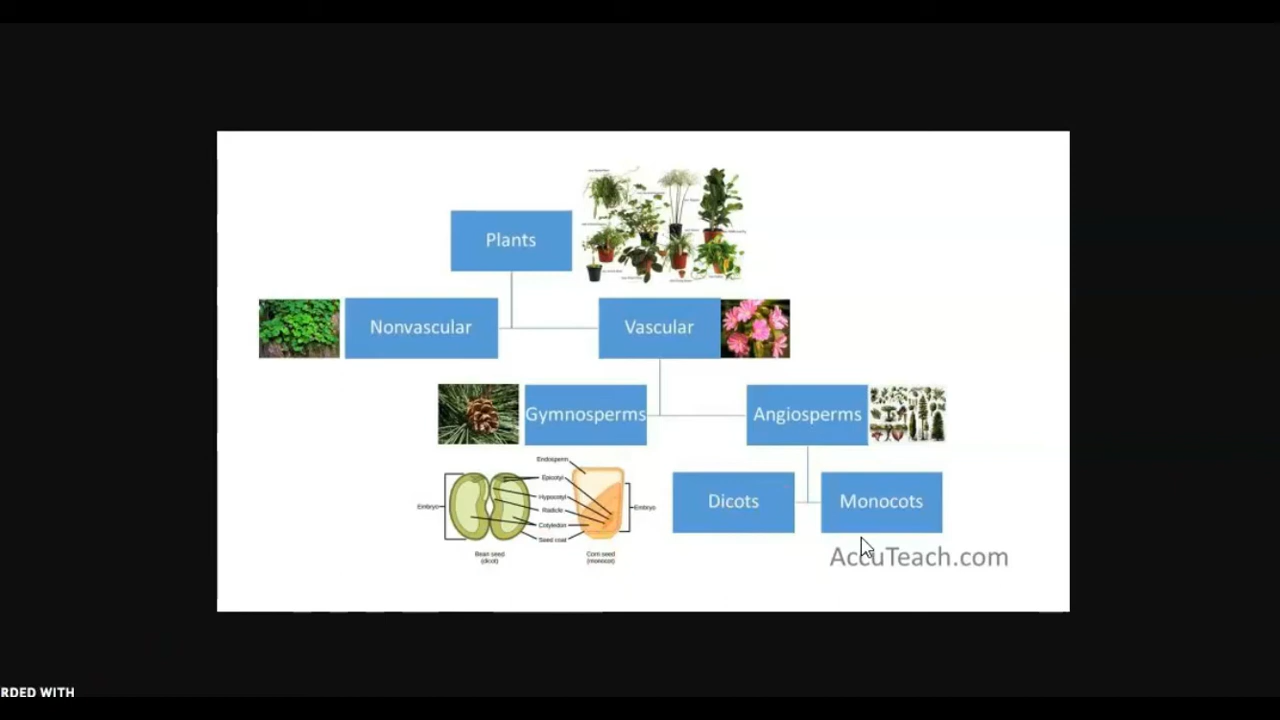 Plants
Nonvascular
Vascular
Gymnosperms
Angiosperms
Endosperm
Epicotyl
Embryo
Hypocotyl
Radicle
Cotyledon
Seed coat
Embryo
Bean seed
(dicot)
Corn seed
(monocot)
Dicots
Monocots
AccuTeach.com
RDED WITH